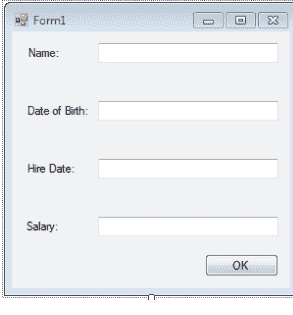 Form1
Name:
Date of Birth:
Hire Date:
Salary:
OK